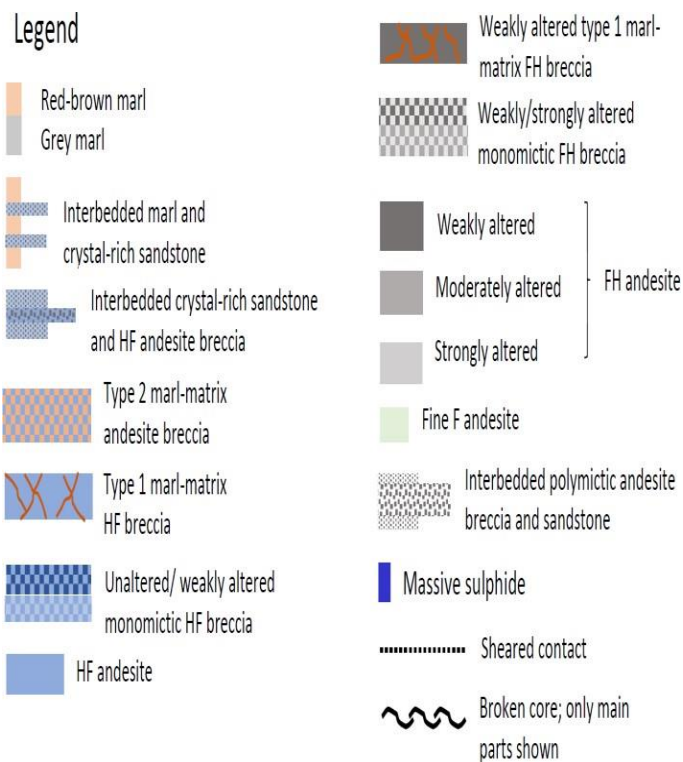 Legend
Red-brown marl
Grey marl
Interbedded marl and
crystal-rich sandstone
Interbedded crystal-rich sandstone
and HF andesite breccia
Type 2 marl-matrix
andesite breccia
Type 1 marl-matrix
HF breccia
Unaltered/ weakly altered
monomictic HF breccia
HF andesite
Weakly altered type 1 marl-
matrix FH breccia
Weakly/strongly altered
monomictic FH breccia
Weakly altered
Moderately altered
FH andesite
Strongly altered
Fine F andesite
Interbedded polymictic andesite
breccia and sandstone
Massive sulphide
Sheared contact
Broken core; only main
parts shown